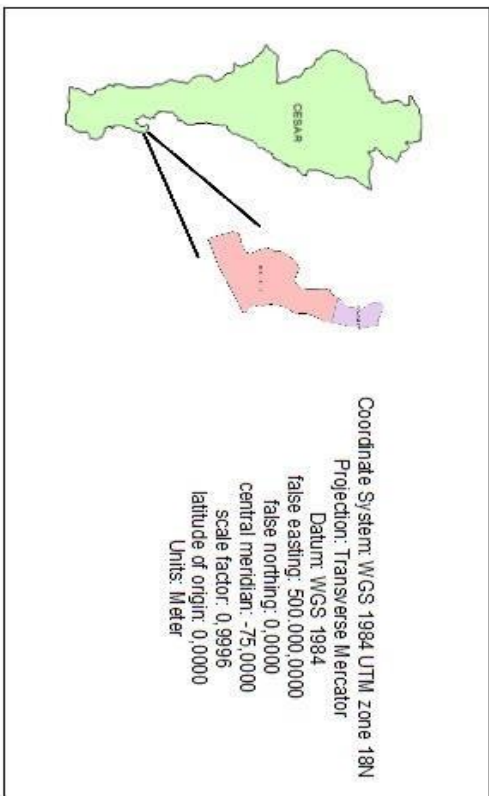 CESAR
Coordinate System: WGS 1984 UTM zone 18N
Projection: Transverse Mercator
Datum: WGS 1984
false easting: 500.000,0000
false northing: 0,0000
central meridian: -75,0000
scale factor: 0,9996
latitude of origin: 0,0000
Units: Meter